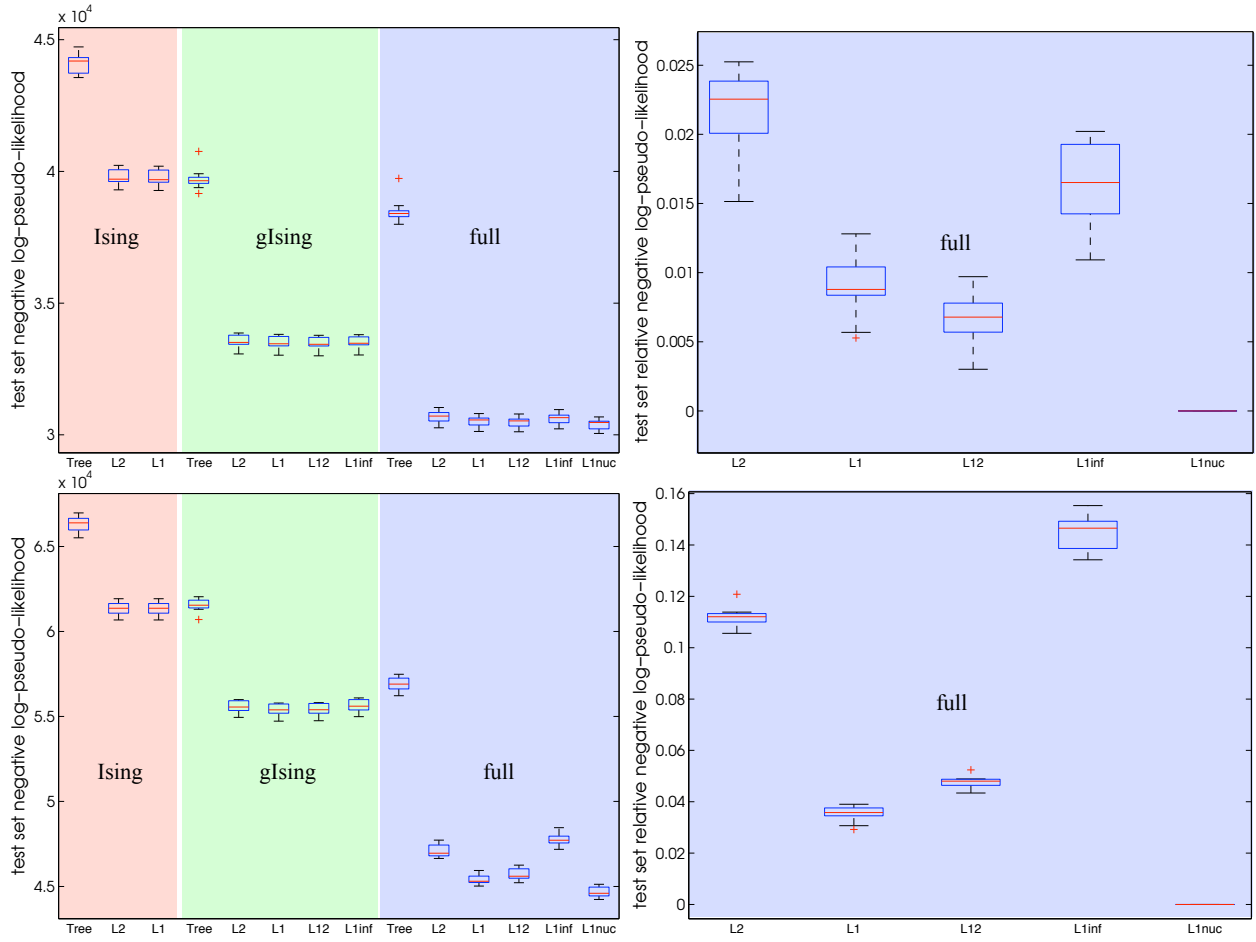 x 10⁴
4.5
4
3.5
3
test set negative log−pseudo−likelihood
Ising
gIsing
full
Tree L2 L1 Tree L2 L1 L12 L1inf Tree L2 L1 L12 L1inf L1nuc
0.025
0.02
0.015
0.01
0.005
0
test set relative negative log−pseudo−likelihood
full
L2 L1 L12 L1inf L1nuc
x 10⁴
6.5
6
5.5
4.5
test set negative log−pseudo−likelihood
Ising
gIsing
full
Tree L2 L1 Tree L2 L1 L12 L1inf Tree L2 L1 L12 L1inf L1nuc
0.16
0.14
0.12
0.1
0.08
0.06
0.04
0.02
0
test set relative negative log−pseudo−likelihood
full
L2 L1 L12 L1inf L1nuc